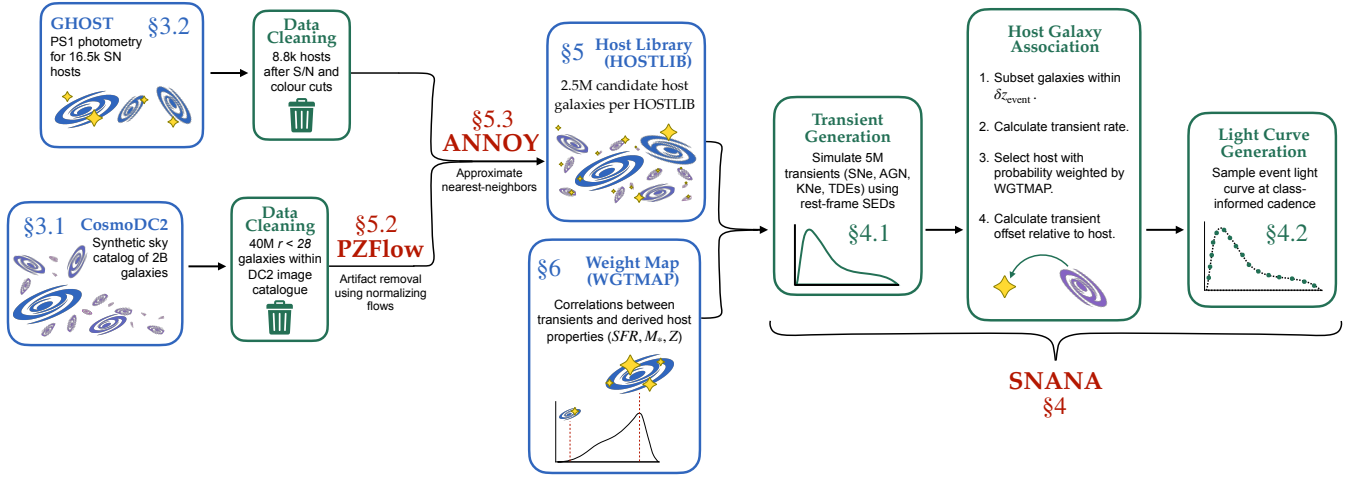 GHOST §3.2
PS1 photometry
for 16.5k SN
hosts
Data
Cleaning
8.8k hosts
after S/N and
colour cuts
§3.1 CosmoDC2
Synthetic sky
catalog of 2B
galaxies
Data
Cleaning
40M r < 28
galaxies within
DC2 image
catalogue
§5.2
PZFlow
Artifact removal
using normalizing
flows
§5.3
ANNOY
Approximate
nearest-neighbors
§5 Host Library
(HOSTLIB)
2.5M candidate host
galaxies per HOSTLIB
§6 Weight Map
(WGTMAP)
Correlations between
transients and derived host
properties (SFR, M*, Z)
Transient
Generation
Simulate 5M
transients (SNe, AGN,
KNe, TDEs) using
rest-frame SEDs
§4.1
Host Galaxy
Association
1. Subset galaxies within
δz_event .
2. Calculate transient rate.
3. Select host with
probability weighted by
WGTMAP.
4. Calculate transient
offset relative to host.
Light Curve
Generation
Sample event light
curve at class-
informed cadence
§4.2
SNANA
§4